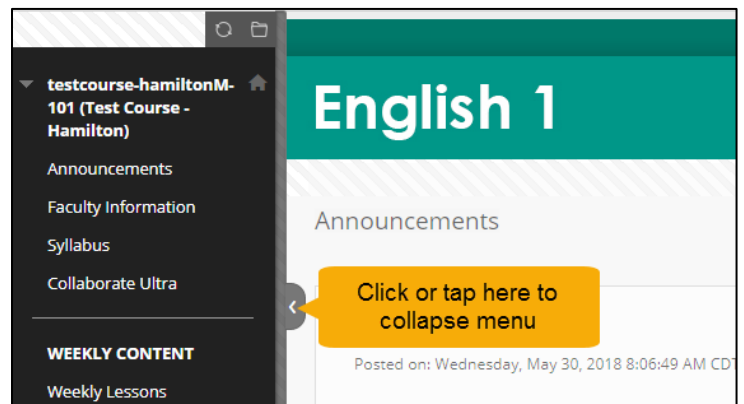 testcourse-hamiltonM-
101 (Test Course -
Hamilton)
Announcements
Faculty Information
Syllabus
Collaborate Ultra
WEEKLY CONTENT
Weekly Lessons
English 1
Announcements
Click or tap here to
collapse menu
Posted on: Wednesday, May 30, 2018 8:06:49 AM CDT